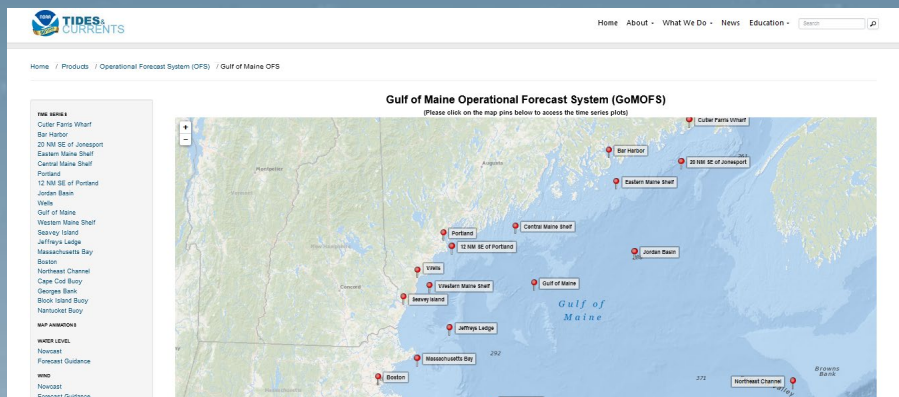 NOAA
TIDES &
CURRENTS
Home About What We Do News Education Search
Home / Products / Operational Forecast System (OFS) / Gulf of Maine OFS
Gulf of Maine Operational Forecast System (GoMOFS)
(Please click on the map pins below to access the time series plots)
TIME SERIES
Cutler Farris Wharf
Bar Harbor
20 NM SE of Jonesport
Eastern Maine Shelf
Central Maine Shelf
Portland
12 NM SE of Portland
Jordan Basin
Wells
Gulf of Maine
Western Maine Shelf
Seavey Island
Jeffreys Ledge
Massachusetts Bay
Boston
Northeast Channel
Cape Cod Buoy
Georges Bank
Block Island Buoy
Nantucket Buoy
MAP ANIMATIONS
WATER LEVEL
Nowcast
Forecast Guidance
WIND
Nowcast
Forecast Guidance
+
−
Cutler Farris Wharf
Bar Harbor
20 NM SE of Jonesport
Augusta
Montpelier
Eastern Maine Shelf
Central Maine Shelf
Portland
12 NM SE of Portland
Jordan Basin
Wells
Concord
Western Maine Shelf
Gulf of Maine
Seavey Island
Gulf of
Maine
Jeffreys Ledge
292
Massachusetts Bay
Boston
271
Northeast Channel
Browns
Bank